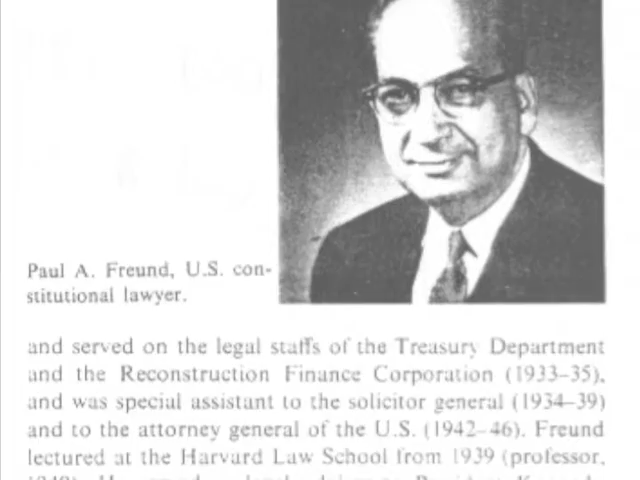 Paul A. Freund, U.S. con-
stitutional lawyer.
and served on the legal staffs of the Treasury Department
and the Reconstruction Finance Corporation (1933–35),
and was special assistant to the solicitor general (1934–39)
and to the attorney general of the U.S. (1942–46). Freund
lectured at the Harvard Law School from 1939 (professor,